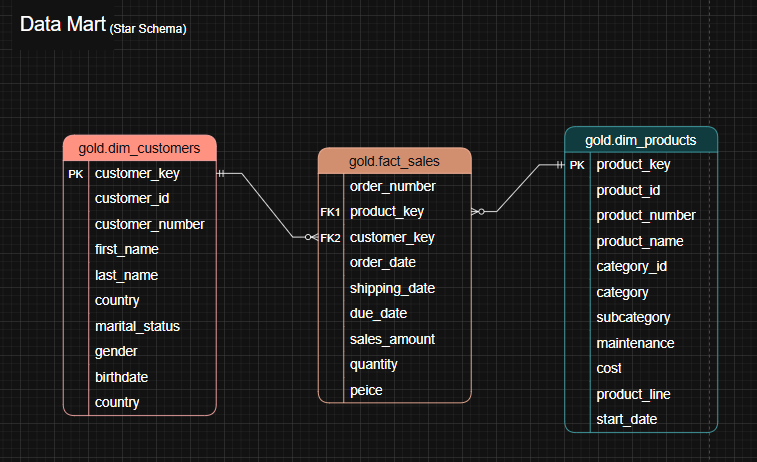 Data Mart (Star Schema)
gold.dim_customers
PK customer_key
customer_id
customer_number
first_name
last_name
country
marital_status
gender
birthdate
country
gold.fact_sales
order_number
FK1 product_key
FK2 customer_key
order_date
shipping_date
due_date
sales_amount
quantity
peice
gold.dim_products
PK product_key
product_id
product_number
product_name
category_id
category
subcategory
maintenance
cost
product_line
start_date